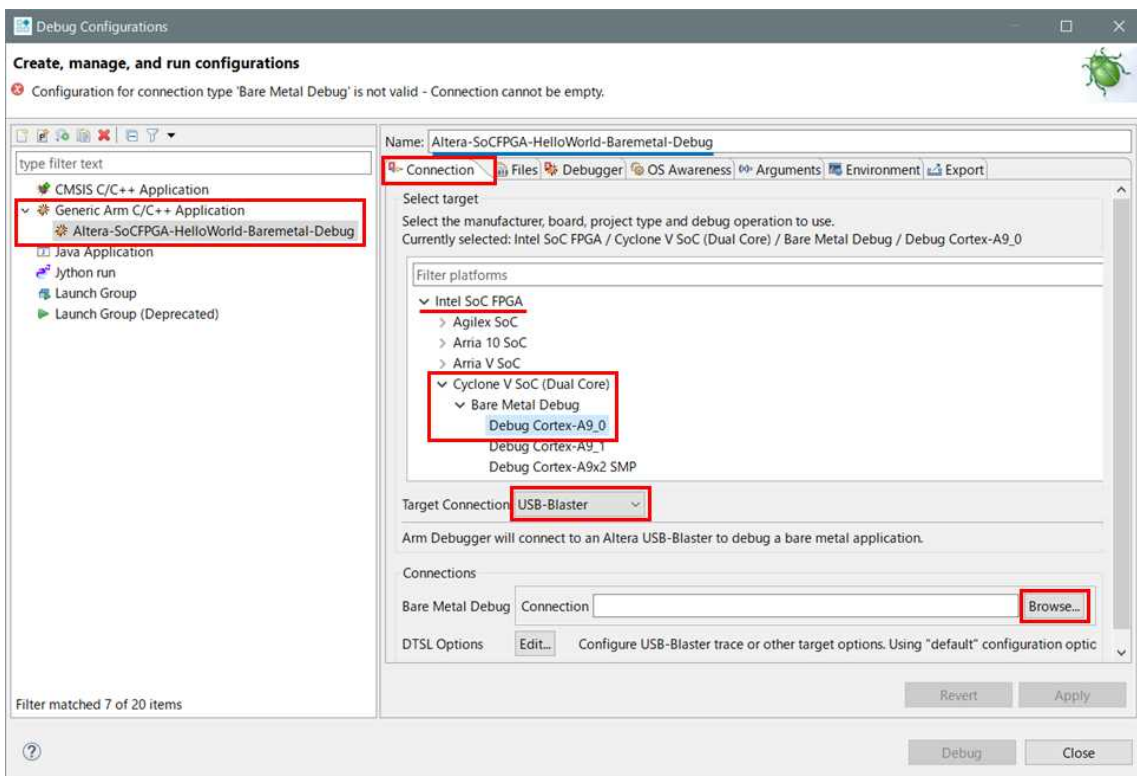 Debug Configurations
Create, manage, and run configurations
Configuration for connection type 'Bare Metal Debug' is not valid - Connection cannot be empty.
type filter text
CMSIS C/C++ Application
Generic Arm C/C++ Application
Altera-SoCFPGA-HelloWorld-Baremetal-Debug
Java Application
Jython run
Launch Group
Launch Group (Deprecated)
Filter matched 7 of 20 items
Name: Altera-SoCFPGA-HelloWorld-Baremetal-Debug
Connection Files Debugger OS Awareness Arguments Environment Export
Select target
Select the manufacturer, board, project type and debug operation to use.
Currently selected: Intel SoC FPGA / Cyclone V SoC (Dual Core) / Bare Metal Debug / Debug Cortex-A9_0
Filter platforms
Intel SoC FPGA
Agilex SoC
Arria 10 SoC
Arria V SoC
Cyclone V SoC (Dual Core)
Bare Metal Debug
Debug Cortex-A9_0
Debug Cortex-A9_1
Debug Cortex-A9x2 SMP
Target Connection USB-Blaster
Arm Debugger will connect to an Altera USB-Blaster to debug a bare metal application.
Connections
Bare Metal Debug Connection Browse...
DTSL Options Edit... Configure USB-Blaster trace or other target options. Using "default" configuration optic
Revert Apply
Debug Close